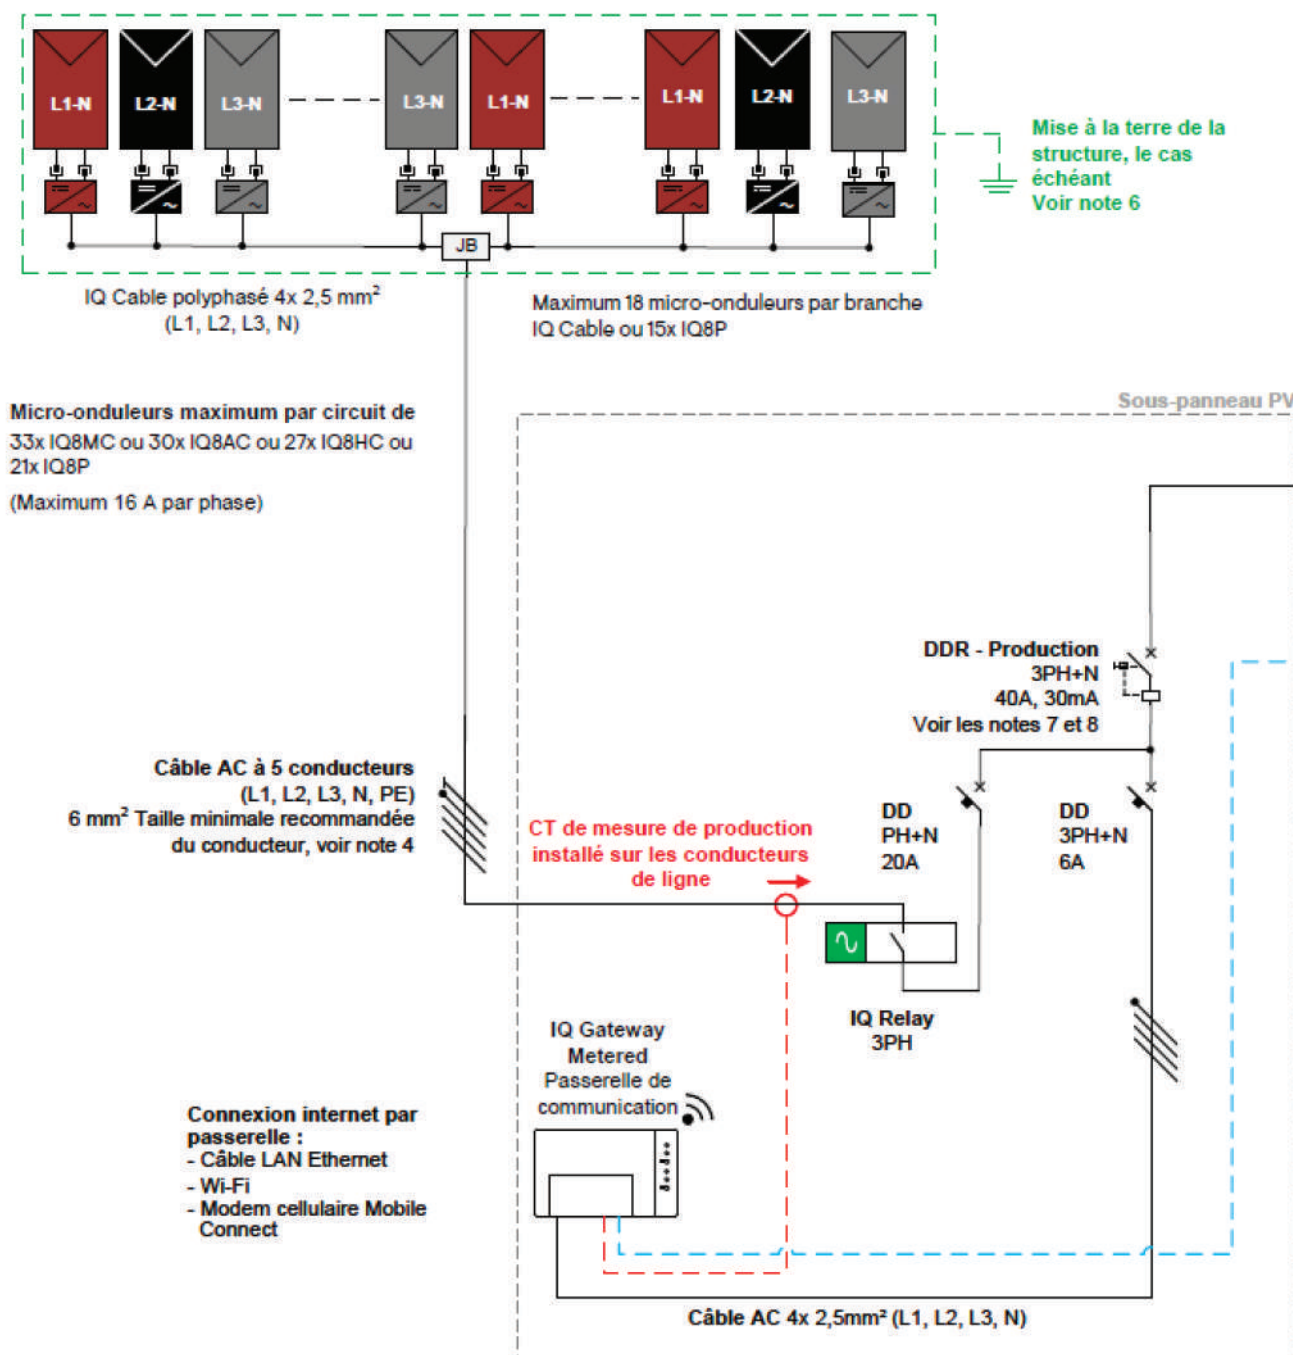 L1-N L2-N L3-N L3-N L1-N L1-N L2-N L3-N
Mise à la terre de la
structure, le cas
échéant
Voir note 6
JB
IQ Cable polyphasé 4x 2,5 mm²
(L1, L2, L3, N)
Maximum 18 micro-onduleurs par branche
IQ Cable ou 15x IQ8P
Micro-onduleurs maximum par circuit de
33x IQ8MC ou 30x IQ8AC ou 27x IQ8HC ou
21x IQ8P
(Maximum 16 A par phase)
Sous-panneau PV
DDR - Production
3PH+N
40A, 30mA
Voir les notes 7 et 8
Câble AC à 5 conducteurs
(L1, L2, L3, N, PE)
6 mm² Taille minimale recommandée
du conducteur, voir note 4
CT de mesure de production
installé sur les conducteurs
de ligne
DD
PH+N
20A
DD
3PH+N
6A
IQ Relay
3PH
IQ Gateway
Metered
Passerelle de
communication
Connexion internet par
passerelle :
- Câble LAN Ethernet
- Wi-Fi
- Modem cellulaire Mobile
Connect
Câble AC 4x 2,5mm² (L1, L2, L3, N)